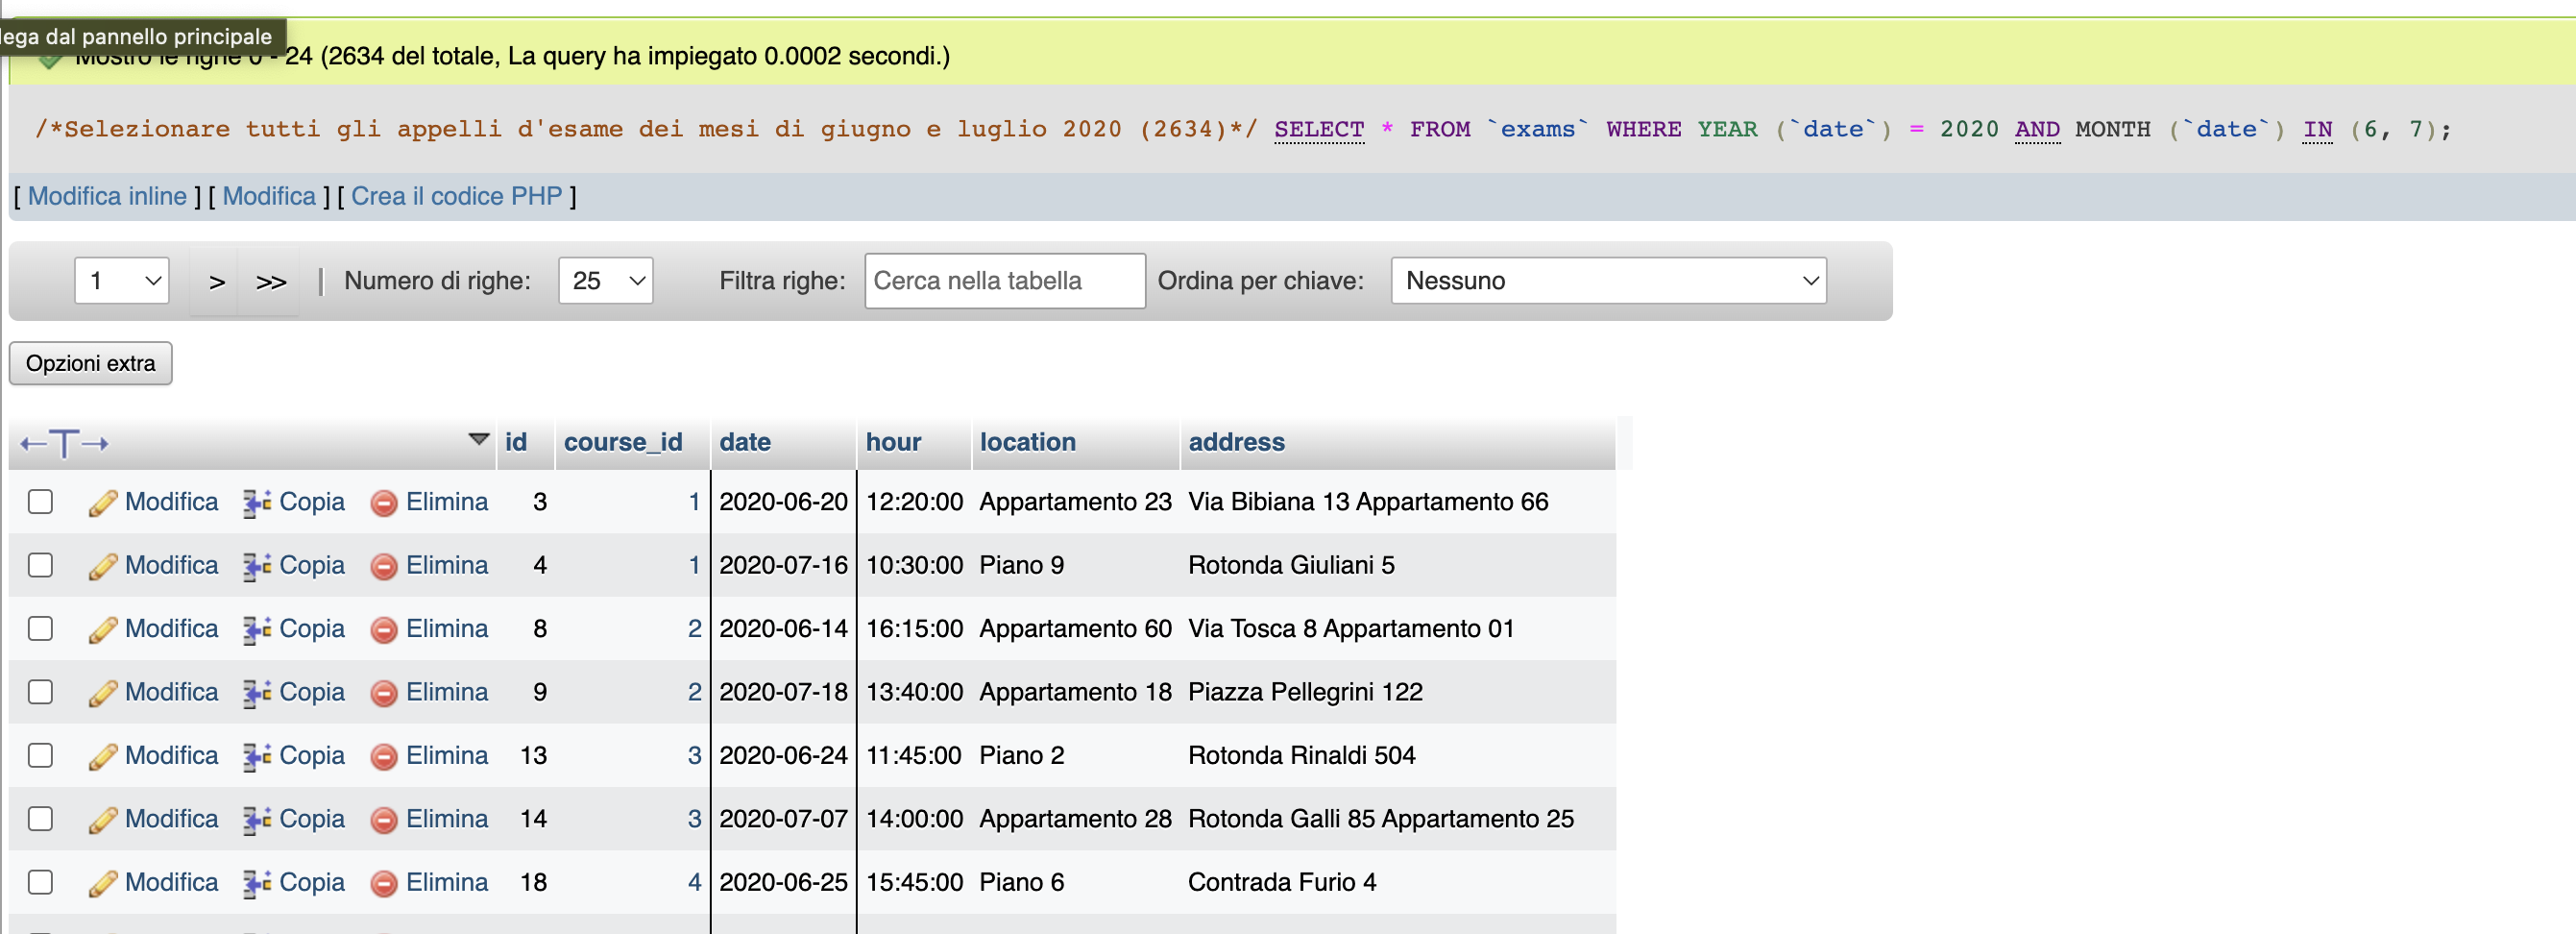 lega dal pannello principale
Mostro le righe 0 - 24 (2634 del totale, La query ha impiegato 0.0002 secondi.)
/*Selezionare tutti gli appelli d'esame dei mesi di giugno e luglio 2020 (2634)*/ SELECT * FROM `exams` WHERE YEAR (`date`) = 2020 AND MONTH (`date`) IN (6, 7);
[ Modifica inline ] [ Modifica ] [ Crea il codice PHP ]
1 > >> | Numero di righe: 25 Filtra righe: Cerca nella tabella Ordina per chiave: Nessuno
Opzioni extra
←T→ id course_id date hour location address
Modifica Copia Elimina 3 1 2020-06-20 12:20:00 Appartamento 23 Via Bibiana 13 Appartamento 66
Modifica Copia Elimina 4 1 2020-07-16 10:30:00 Piano 9 Rotonda Giuliani 5
Modifica Copia Elimina 8 2 2020-06-14 16:15:00 Appartamento 60 Via Tosca 8 Appartamento 01
Modifica Copia Elimina 9 2 2020-07-18 13:40:00 Appartamento 18 Piazza Pellegrini 122
Modifica Copia Elimina 13 3 2020-06-24 11:45:00 Piano 2 Rotonda Rinaldi 504
Modifica Copia Elimina 14 3 2020-07-07 14:00:00 Appartamento 28 Rotonda Galli 85 Appartamento 25
Modifica Copia Elimina 18 4 2020-06-25 15:45:00 Piano 6 Contrada Furio 4